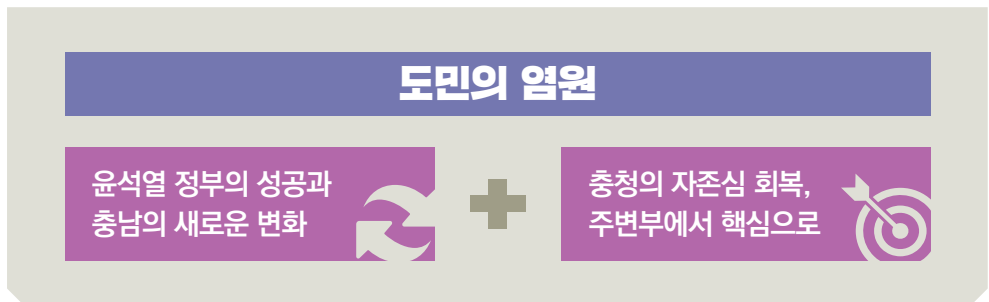 도민의 염원
윤석열 정부의 성공과
충남의 새로운 변화
충청의 자존심 회복,
주변부에서 핵심으로